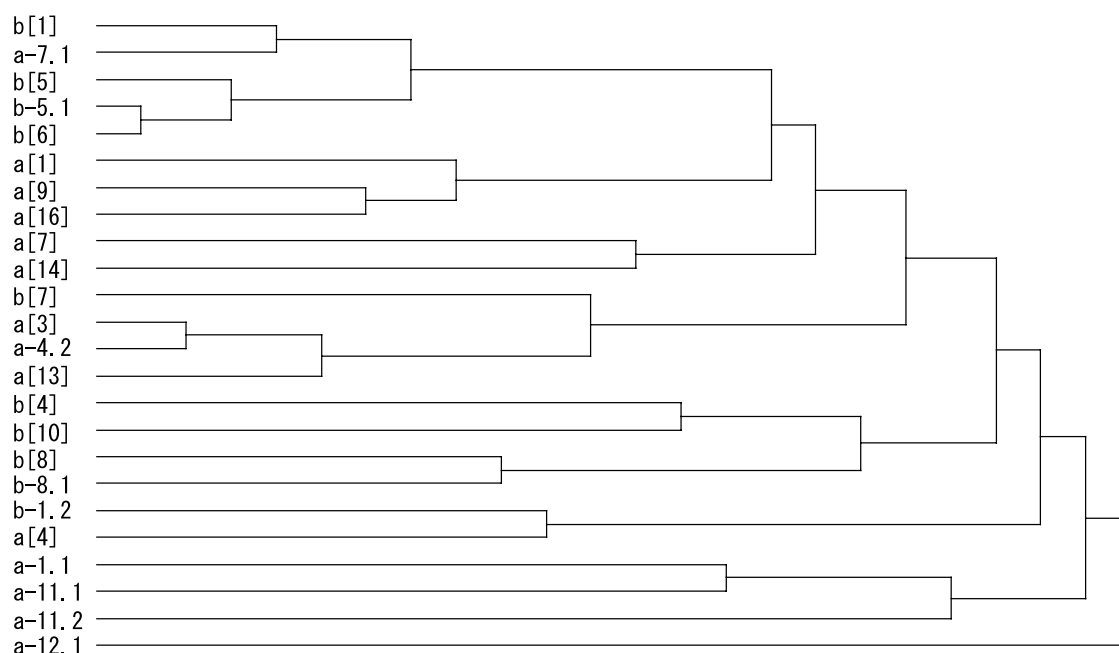 b[1]
a-7.1
b[5]
b-5.1
b[6]
a[1]
a[9]
a[16]
a[7]
a[14]
b[7]
a[3]
a-4.2
a[13]
b[4]
b[10]
b[8]
b-8.1
b-1.2
a[4]
a-1.1
a-11.1
a-11.2
a-12.1